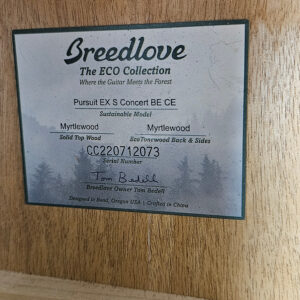 Breedlove
The ECO Collection
Where the Guitar Meets the Forest
Pursuit EX S Concert BE CE
Sustainable Model
Myrtlewood Myrtlewood
Solid Top Wood EcoTonewood Back & Sides
CC220712073
Serial Number
Tom Bedell
Breedlove Owner Tom Bedell
Designed in Bend, Oregon USA | Crafted in China